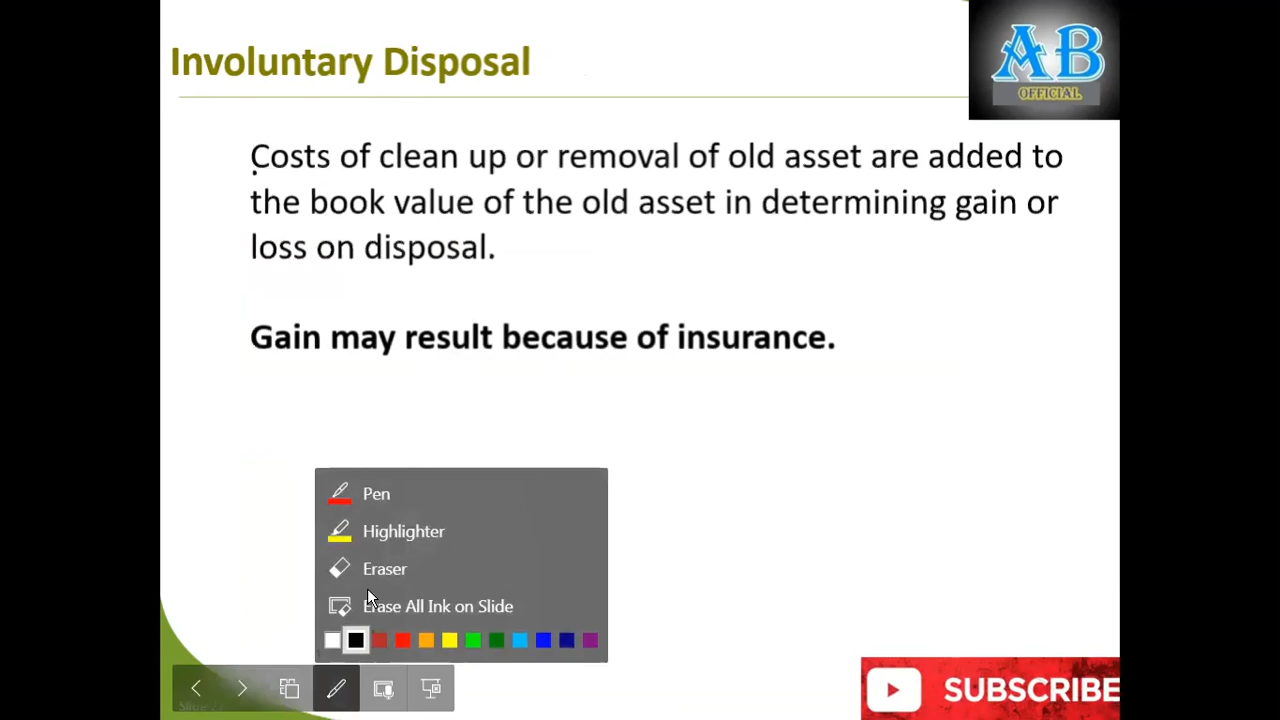 Involuntary Disposal
AB
OFFICIAL
Costs of clean up or removal of old asset are added to
the book value of the old asset in determining gain or
loss on disposal.
Gain may result because of insurance.
Pen
Highlighter
Eraser
Erase All Ink on Slide
SUBSCRIBE